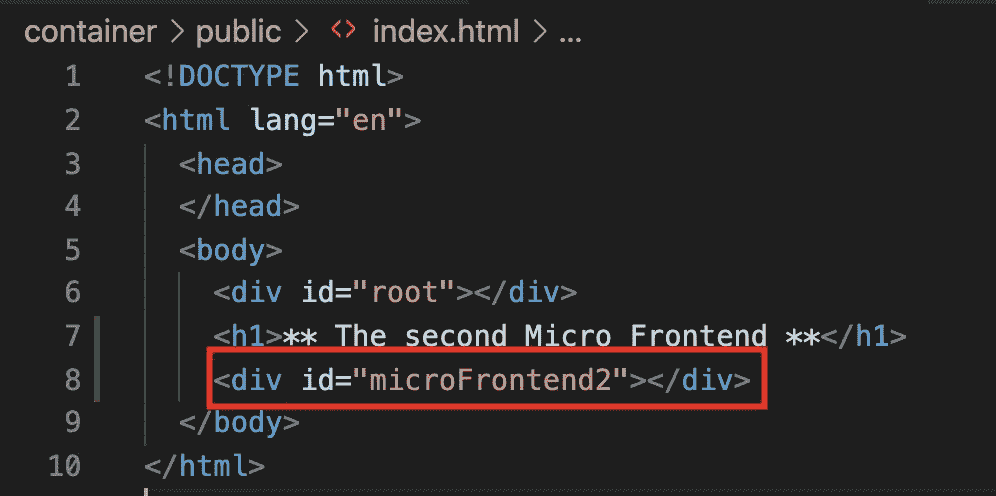 container > public > <> index.html > ...
1 <!DOCTYPE html>
2 <html lang="en">
3 <head>
4 </head>
5 <body>
6 <div id="root"></div>
7 <h1>** The second Micro Frontend **</h1>
8 <div id="microFrontend2"></div>
9 </body>
10 </html>